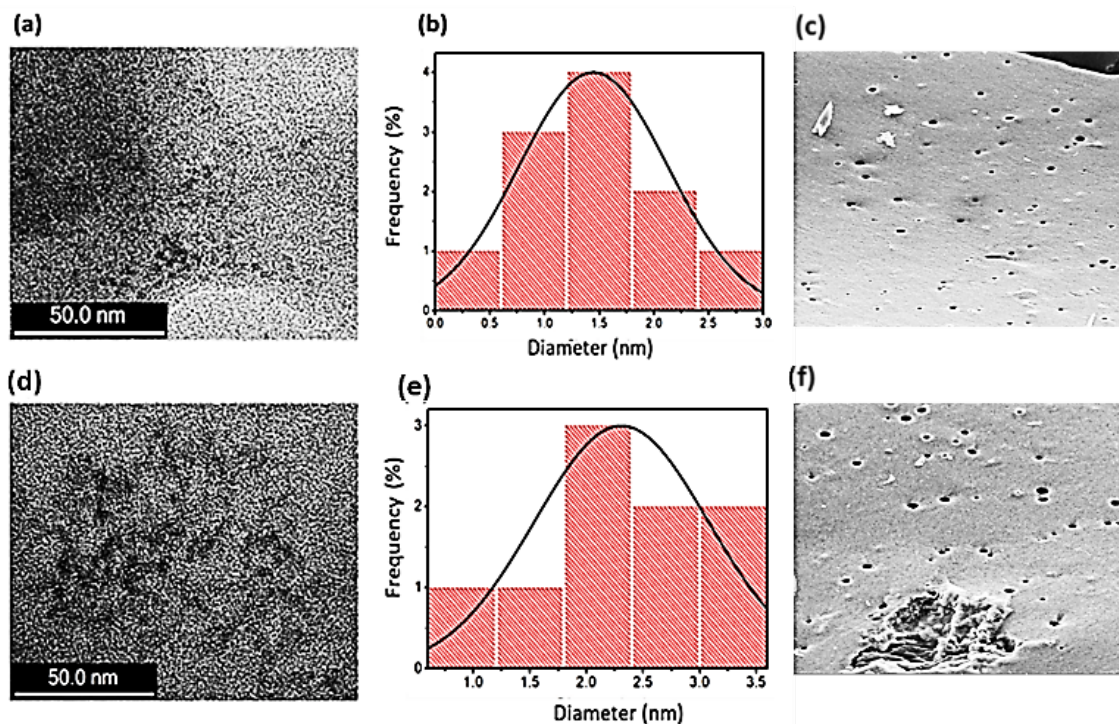 (a)
50.0 nm
(b)
Frequency (%)
4
3
2
1
0
0.0 0.5 1.0 1.5 2.0 2.5 3.0
Diameter (nm)
(c)
(d)
50.0 nm
(e)
Frequency (%)
3
2
1
0
1.0 1.5 2.0 2.5 3.0 3.5
Diameter (nm)
(f)